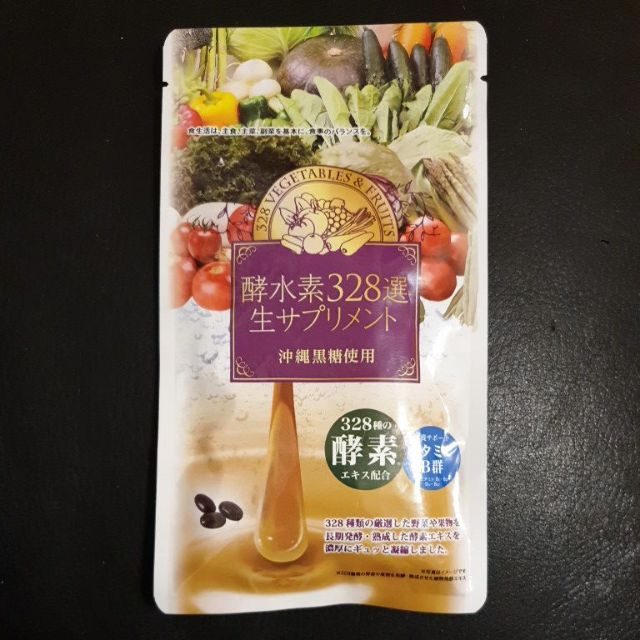 食生活は、主食、主菜、副菜を基本に、食事のバランスを。
328 VEGETABLES & FRUITS
酵水素328選
生サプリメント
沖縄黒糖使用
328種の
酵素
エキス配合
サポート
タミ
B群
328種類の厳選した野菜や果物を
長期発酵・熟成した酵素エキスを
濃厚にギュッと凝縮しました。